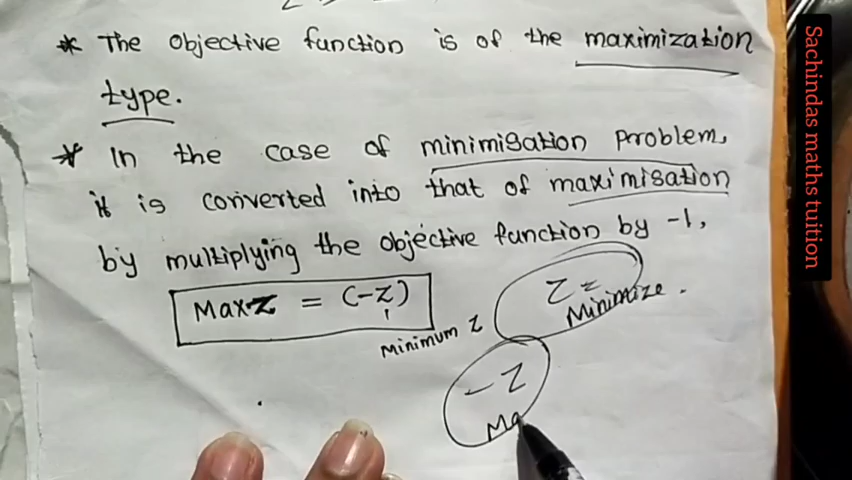 * The objective function is of the maximization
type.
* In the case of minimisation problem,
it is converted into that of maximisation
by multiplying the objective function by -1,
Max Z = (-Z)
Minimum Z
Z =
Minimize.
- Z
Ma
Sachindas maths tuition